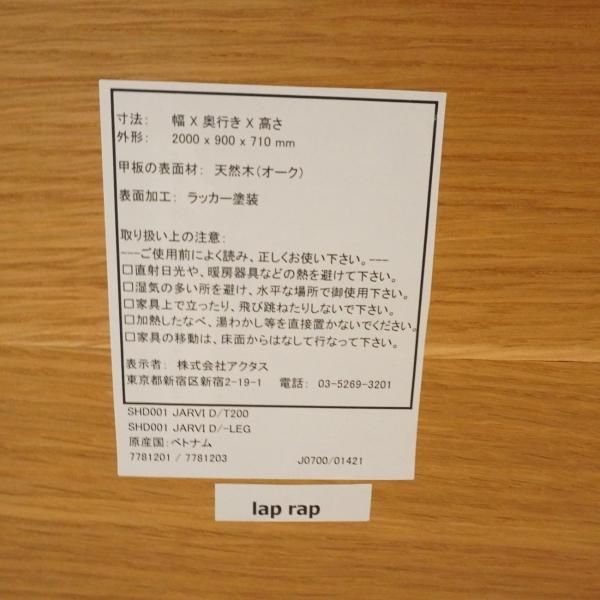 寸法: 幅 X 奥行き X 高さ
外形: 2000 x 900 x 710 mm
甲板の表面材: 天然木(オーク)
表面加工: ラッカー塗装
取り扱い上の注意:
---ご使用前によく読み、正しくお使い下さい。---
□直射日光や、暖房器具などの熱を避けて下さい。
□湿気の多い所を避け、水平な場所で御使用下さい。
□家具上で立ったり、飛び跳ねたりしないで下さい。
□加熱したなべ、湯わかし等を直接置かないでください。
□家具の移動は、床面からはなして行なって下さい。
表示者: 株式会社アクタス
東京都新宿区新宿2-19-1 電話: 03-5269-3201
SHD001 JARVI D/T200
SHD001 JARVI D/-LEG
原産国:ベトナム
7781201 / 7781203 J0700/01421
lap rap